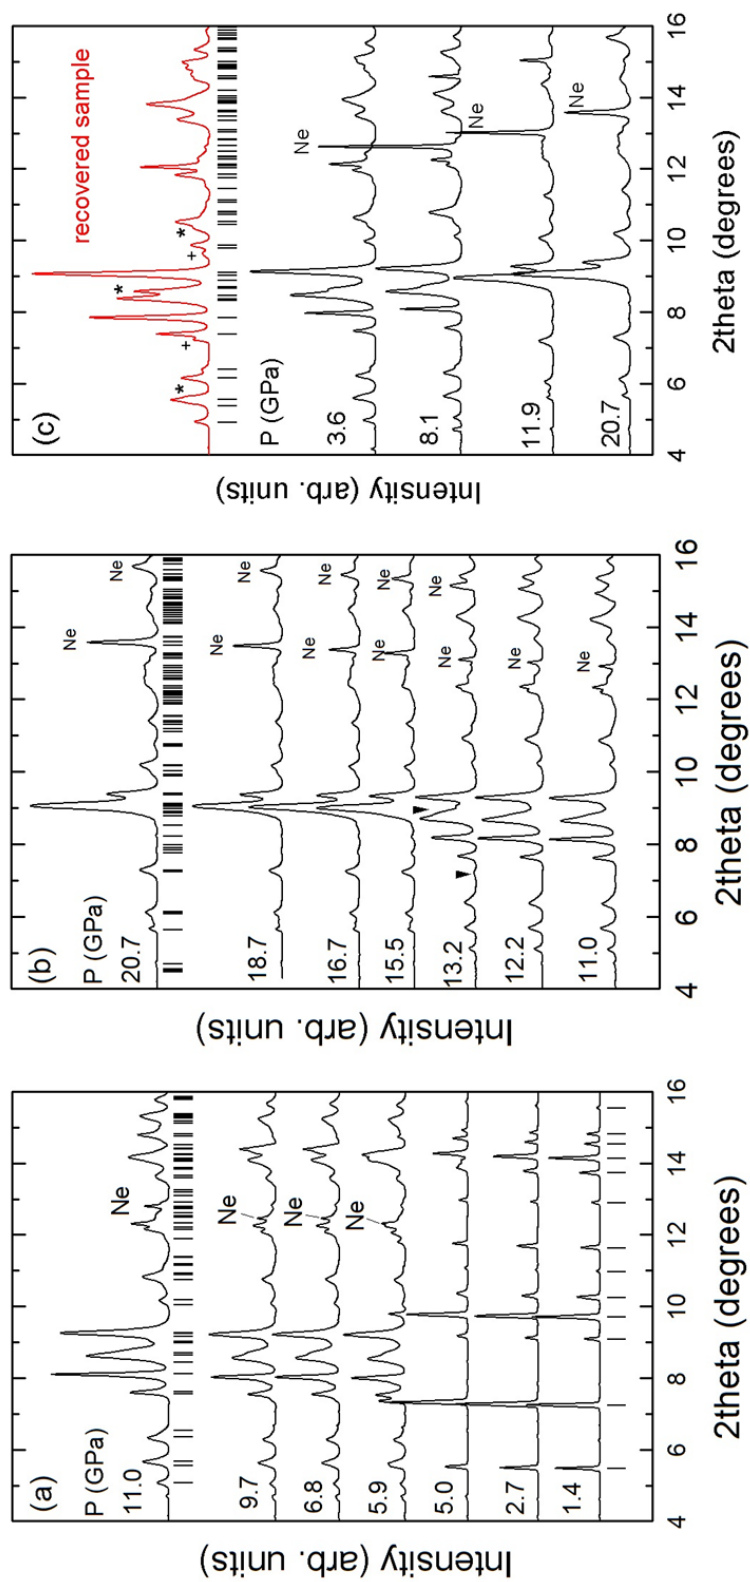 (a)
P (GPa)
11.0
Ne
9.7
Ne
6.8
Ne
5.9
Ne
5.0
2.7
1.4
4 6 8 10 12 14 16
2theta (degrees)
Intensity (arb. units)
(b)
P (GPa)
20.7
Ne
Ne
18.7
Ne
Ne
16.7
Ne
Ne
15.5
Ne
Ne
13.2
Ne
Ne
12.2
Ne
11.0
Ne
4 6 8 10 12 14 16
2theta (degrees)
Intensity (arb. units)
(c)
recovered sample
* + * + *
P (GPa)
3.6
Ne
8.1
Ne
11.9
Ne
20.7
4 6 8 10 12 14 16
2theta (degrees)
Intensity (arb. units)